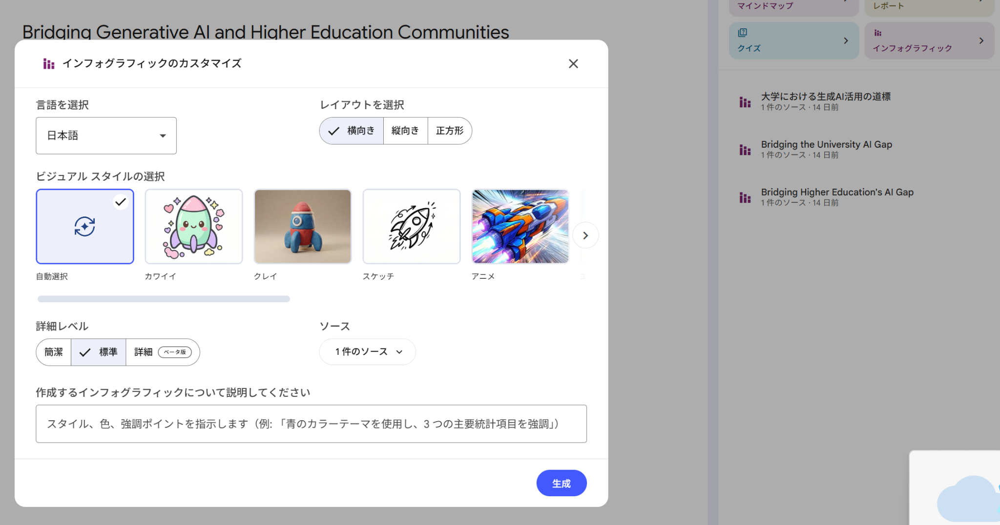 Bridging Generative AI and Higher Education Communities
インフォグラフィックのカスタマイズ
言語を選択
日本語
レイアウトを選択
横向き
縦向き
正方形
ビジュアル スタイルの選択
自動選択
カワイイ
クレイ
スケッチ
アニメ
詳細レベル
簡潔
標準
詳細 ベータ版
ソース
1 件のソース
作成するインフォグラフィックについて説明してください
スタイル、色、強調ポイントを指示します（例: 「青のカラーテーマを使用し、3 つの主要統計項目を強調」）
生成
マインドマップ
レポート
クイズ
インフォグラフィック
大学における生成AI活用の道標
1 件のソース · 14 日前
Bridging the University AI Gap
1 件のソース · 14 日前
Bridging Higher Education's AI Gap
1 件のソース · 14 日前